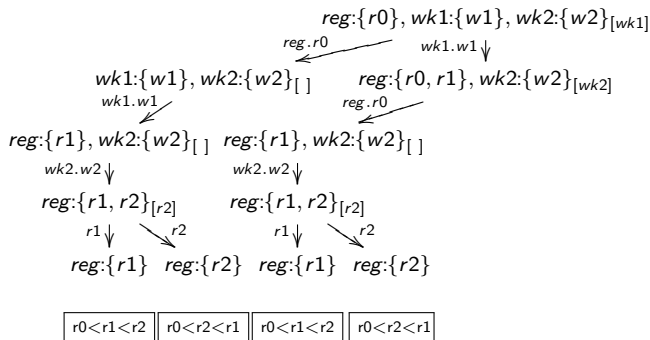 reg:{r0}, wk1:{w1}, wk2:{w2}[wk1]
reg.r0 wk1.w1
wk1:{w1}, wk2:{w2}[ ] reg:{r0, r1}, wk2:{w2}[wk2]
wk1.w1 reg.r0
reg:{r1}, wk2:{w2}[ ] reg:{r1}, wk2:{w2}[ ]
wk2.w2 wk2.w2
reg:{r1, r2}[r2] reg:{r1, r2}[r2]
r1 r2 r1 r2
reg:{r1} reg:{r2} reg:{r1} reg:{r2}
r0<r1<r2 r0<r2<r1 r0<r1<r2 r0<r2<r1